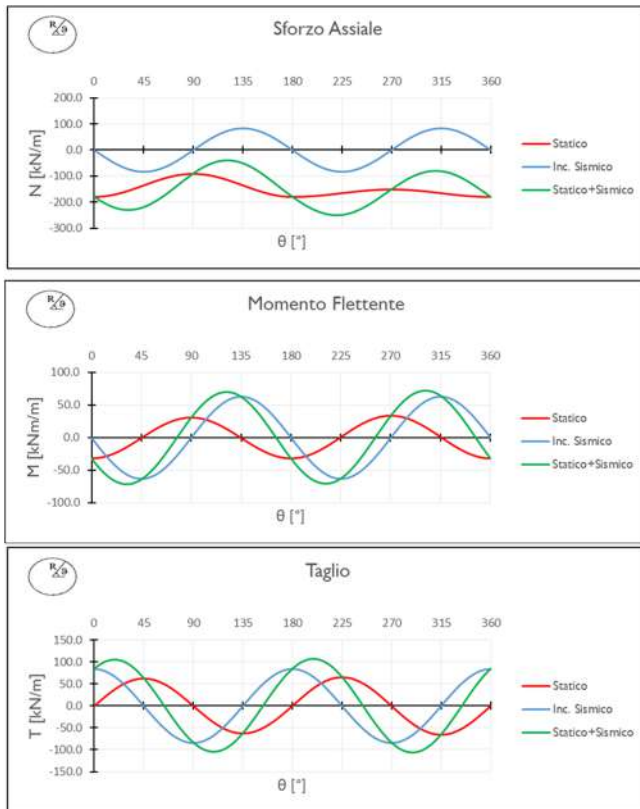 R
θ
Sforzo Assiale
0 45 90 135 180 225 270 315 360
200.0
100.0
0.0
-100.0
-200.0
-300.0
N [kN/m]
θ [°]
Statico
Inc. Sismico
Statico+Sismico
R
θ
Momento Flettente
0 45 90 135 180 225 270 315 360
100.0
50.0
0.0
-50.0
-100.0
M [kNm/m]
θ [°]
Statico
Inc. Sismico
Statico+Sismico
R
θ
Taglio
0 45 90 135 180 225 270 315 360
150.0
100.0
50.0
0.0
-50.0
-100.0
-150.0
T [kN/m]
θ [°]
Statico
Inc. Sismico
Statico+Sismico